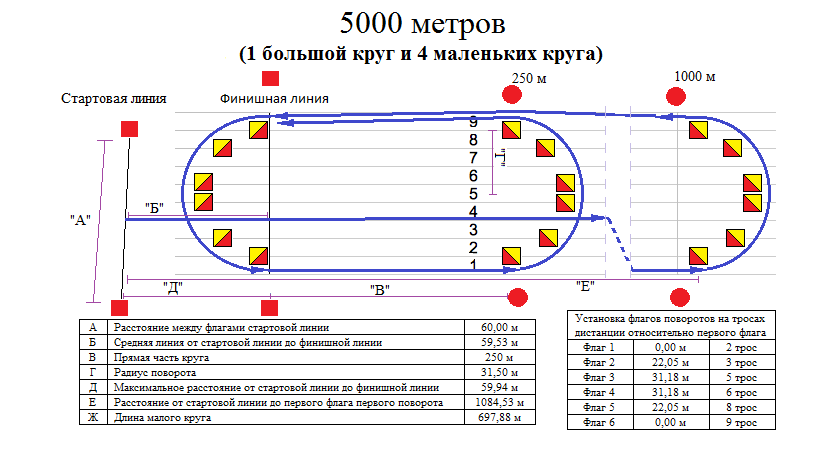 5000 метров
(1 большой круг и 4 маленьких круга)
250 м
1000 м
Стартовая линия
Финишная линия
9
8
7
6
5
4
3
2
1
"Г"
"А"
"Б"
"Д"
"В"
"Е"
А Расстояние между флагами стартовой линии 60,00 м
Б Средняя линия от стартовой линии до финишной линии 59,53 м
В Прямая часть круга 250 м
Г Радиус поворота 31,50 м
Д Максимальное расстояние от стартовой линии до финишной линии 59,94 м
Е Расстояние от стартовой линии до первого флага первого поворота 1084,53 м
Ж Длина малого круга 697,88 м
Установка флагов поворотов на тросах
дистанции относительно первого флага
Флаг 1 0,00 м 2 трос
Флаг 2 22,05 м 3 трос
Флаг 3 31,18 м 5 трос
Флаг 4 31,18 м 6 трос
Флаг 5 22,05 м 8 трос
Флаг 6 0,00 м 9 трос